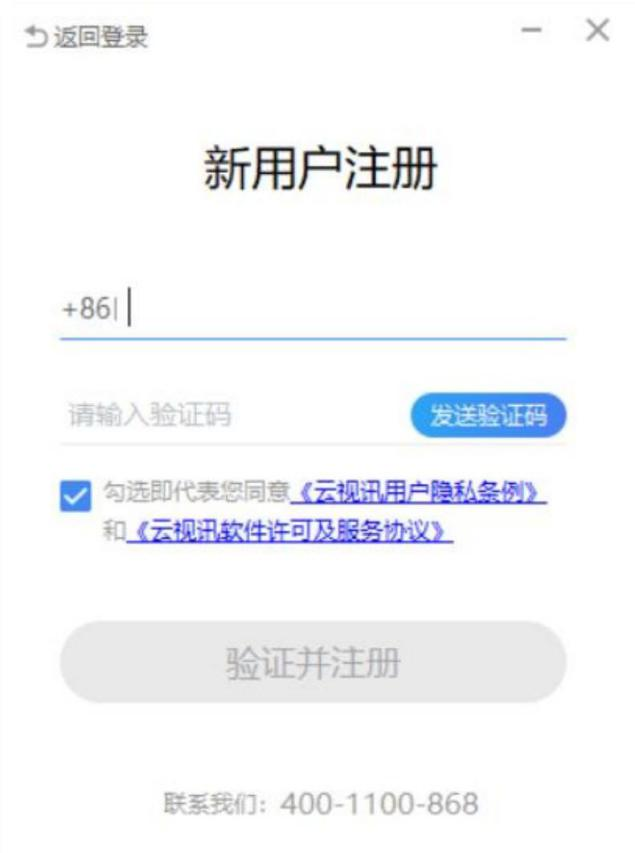 返回登录
新用户注册
+86|
请输入验证码 发送验证码
勾选即代表您同意《云视讯用户隐私条例》
和《云视讯软件许可及服务协议》
验证并注册
联系我们：400-1100-868